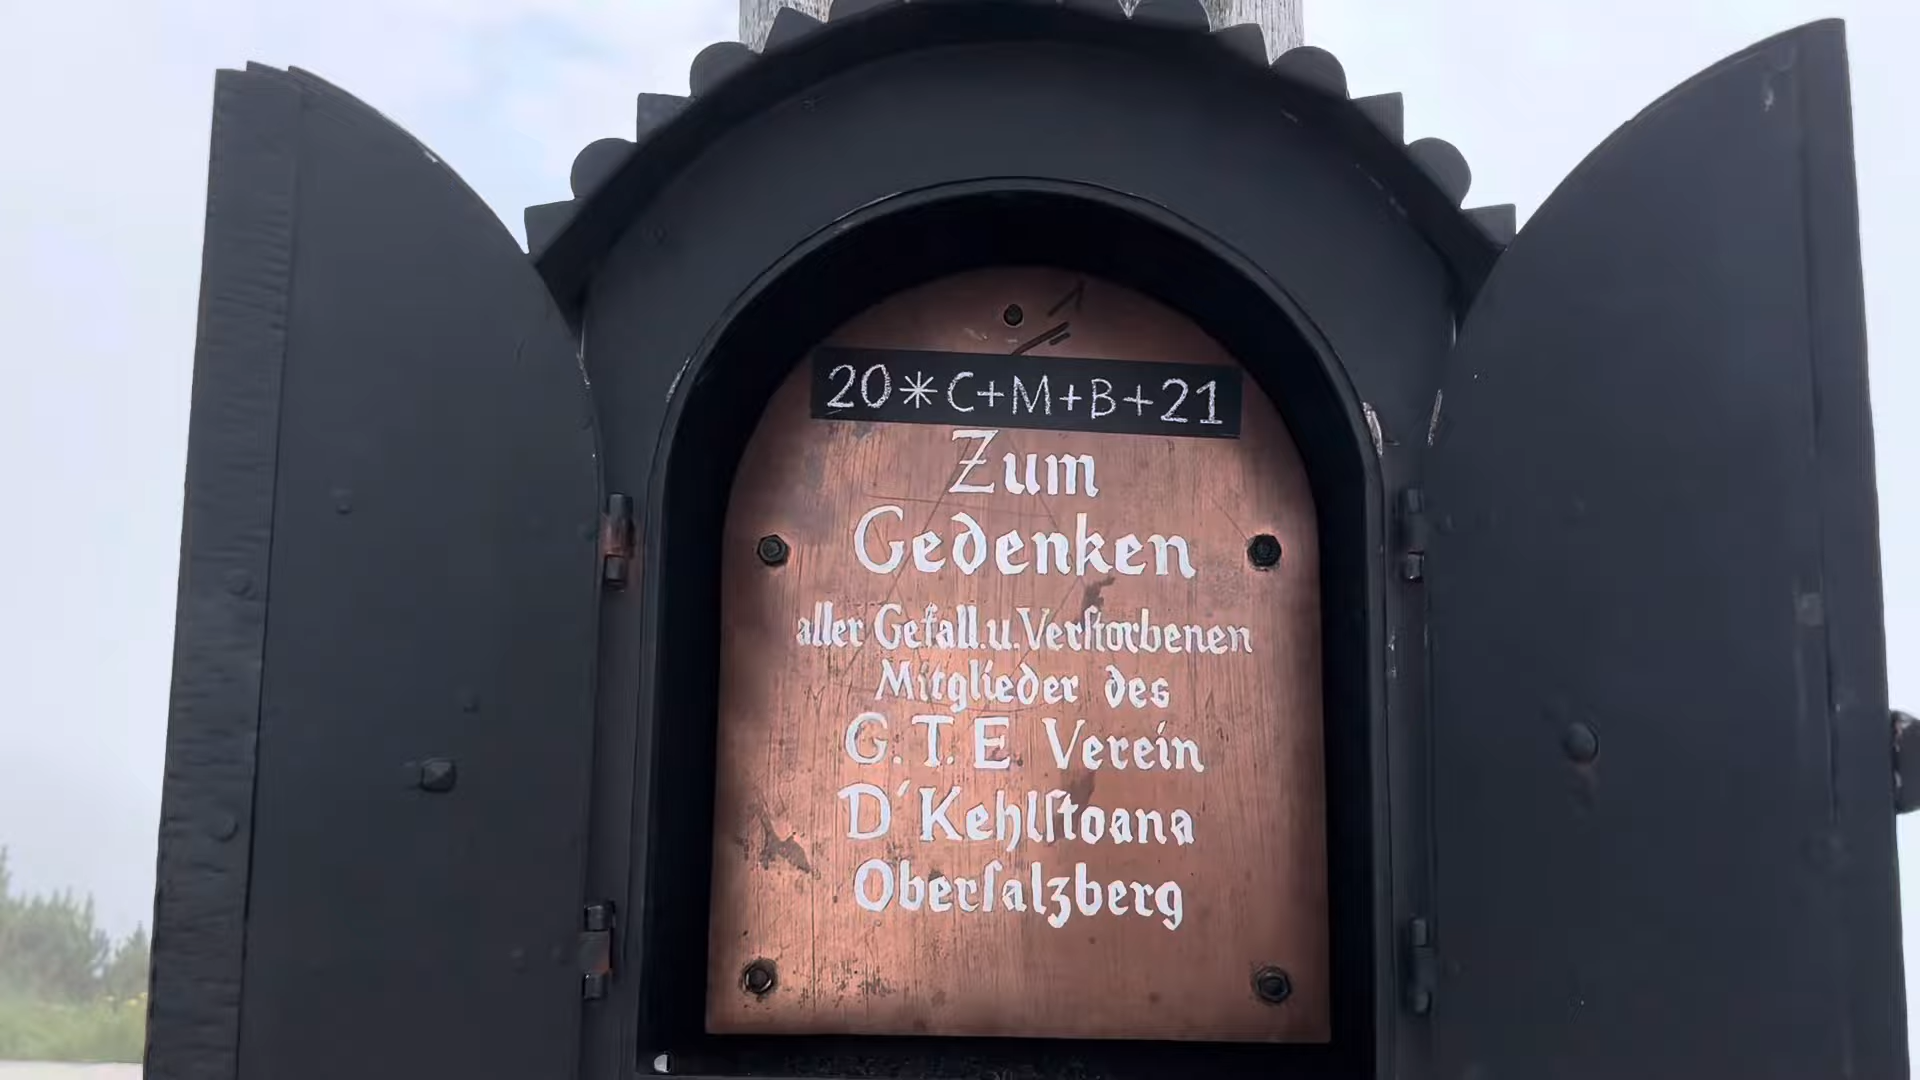 20*C+M+B+21
Zum
Gedenken
aller Gefall.u.Verſtorbenen
Mitglieder des
G.T.E. Verein
D´Kehlſtoana
Oberſalzberg